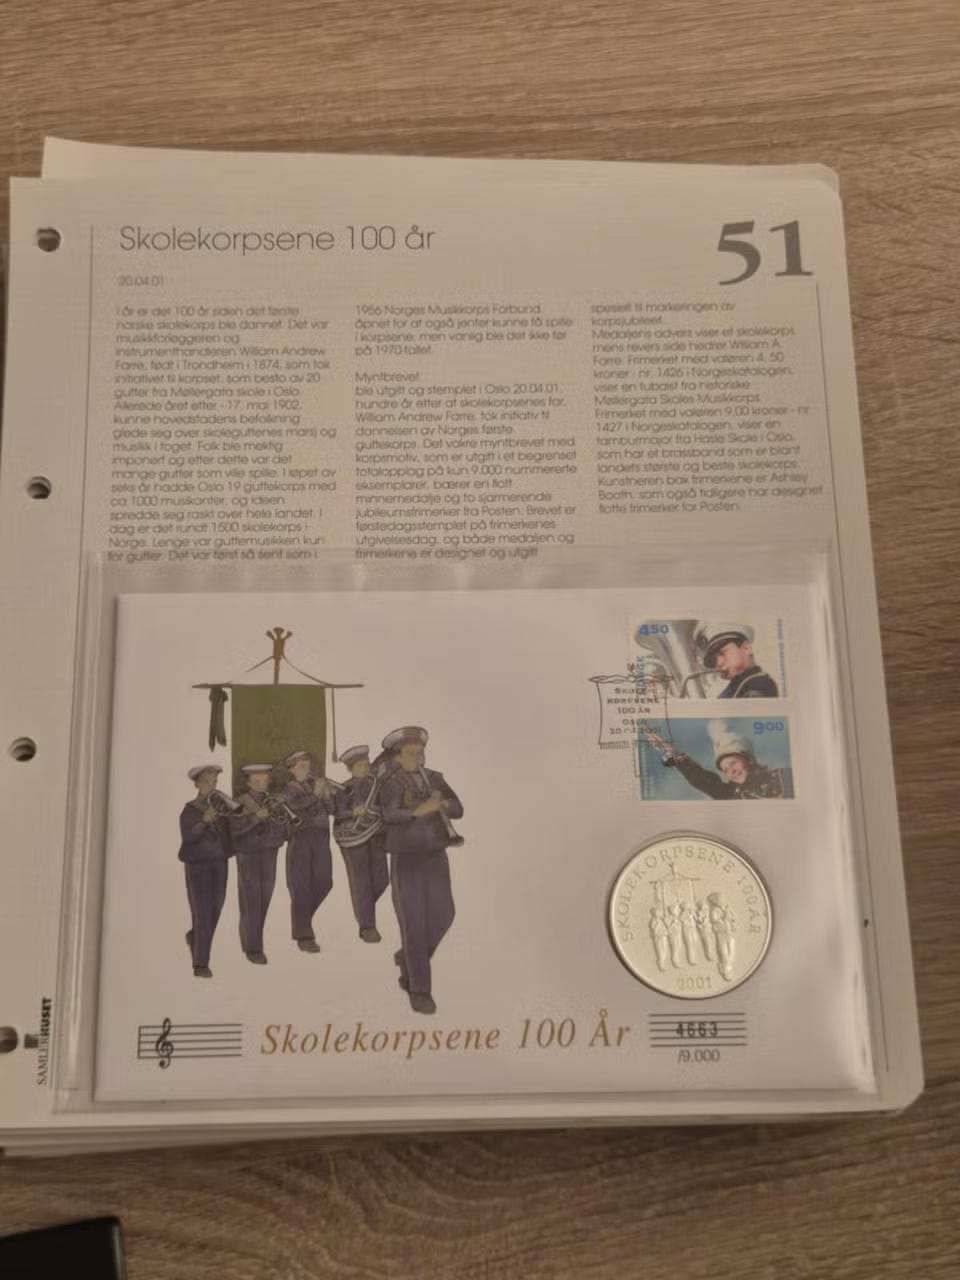 Skolekorpsene 100 år
51
20.04.01
I år er det 100 år siden det første
norske skolekorps ble dannet. Det var
musikkforleggeren og
instrumenthandleren William Andrew
Farre, født i Trondheim i 1874, som tok
initiativet til korpset, som besto av 20
gutter fra Møllergata skole i Oslo.
Allerede året etter - 17. mai 1902,
kunne hovedstadens befolkning
glede seg over skoleguttenes marsj og
musikk i toget. Folk ble mektig
imponert og etter dette var det
mange gutter som ville spille. I løpet av
seks år hadde Oslo 19 guttekorps med
ca 1000 musikanter, og ideen
spredde seg raskt over hele landet. I
dag er det rundt 1500 skolekorps i
Norge. Lenge var guttemusikken kun
for gutter. Det var først så sent som i
1956 Norges Musikkorps Forbund
åpnet for at også jenter kunne få spille
i korpsene, men vanlig ble det ikke før
på 1970-tallet.
Myntbrevet
ble utgitt og stemplet i Oslo 20.04.01,
hundre år etter at skolekorpsenes far,
William Andrew Farre, tok initiativ til
dannelsen av Norges første
guttekorps. Det vakre myntbrevet med
korpsmotiv, som er utgitt i et begrenset
totalopplag på kun 9.000 nummererte
eksemplarer, bærer en flott
minnemedalje og to sjarmerende
jubileumsfrimerker fra Posten. Brevet er
førstedagsstemplet på frimerkenes
utgivelsesdag, og både medaljen og
frimerkene er designet og utgitt
spesielt til markeringen av
korpsjubileet.
Medaljens advers viser et skolekorps
mens revers side hedrer William A.
Farre. Frimerket med valøren 4,50
kroner - nr. 1426 i Norgeskatalogen,
viser en tubaist fra historiske
Møllergata Skoles Musikkorps.
Frimerket med valøren 9,00 kroner - nr.
1427 i Norgeskatalogen, viser en
tamburmajor fra Hasle Skole i Oslo,
som har et brassband som er blant
landets største og beste skolekorps.
Kunstneren bak frimerkene er Ashley
Booth, som også tidligere har designet
flotte frimerker for Posten.
450
NORGE
SKOLE-
KORPSENE
100 ÅR
OSLO
20.04.2001
900
SKOLEKORPSENE 100 ÅR
2001
Skolekorpsene 100 År
4663
/9.000
SAMLERHUSET